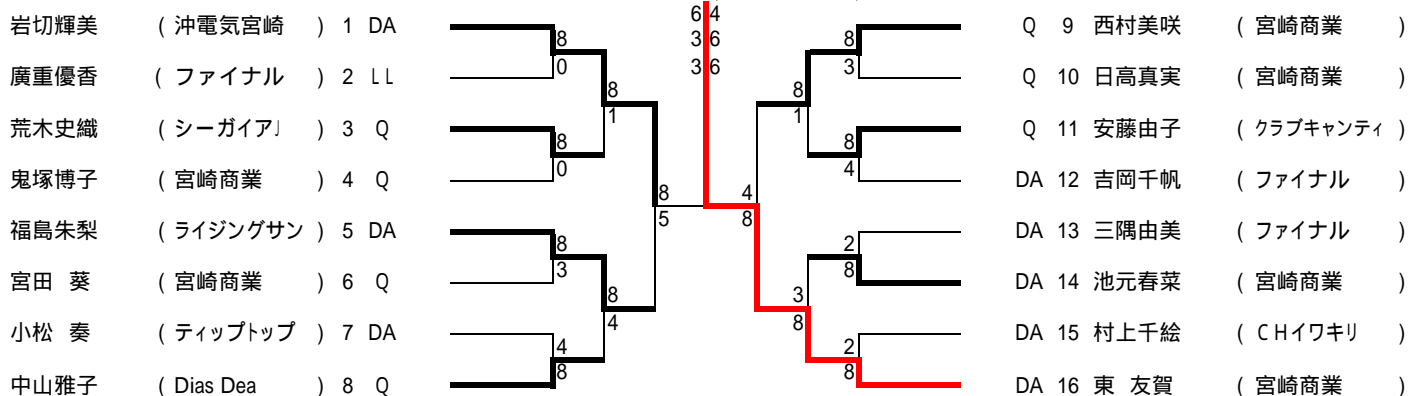 6 4
岩切輝美 ( 沖電気宮崎 ) 1 DA 8 3 6 8 Q 9 西村美咲 ( 宮崎商業 )
廣重優香 ( ファイナル ) 2 LL 0 8 3 6 8 3 Q 10 日高真実 ( 宮崎商業 )
荒木史織 ( シーガイアJ ) 3 Q 8 1 1 8 Q 11 安藤由子 ( クラブキャンティ )
鬼塚博子 ( 宮崎商業 ) 4 Q 0 8 4 4 DA 12 吉岡千帆 ( ファイナル )
福島朱梨 ( ライジングサン ) 5 DA 8 5 8 2 DA 13 三隅由美 ( ファイナル )
宮田 葵 ( 宮崎商業 ) 6 Q 3 8 3 8 DA 14 池元春菜 ( 宮崎商業 )
小松 奏 ( ティップトップ ) 7 DA 4 4 8 2 DA 15 村上千絵 ( CHイワキリ )
中山雅子 ( Dias Dea ) 8 Q 8 8 DA 16 東 友賀 ( 宮崎商業 )